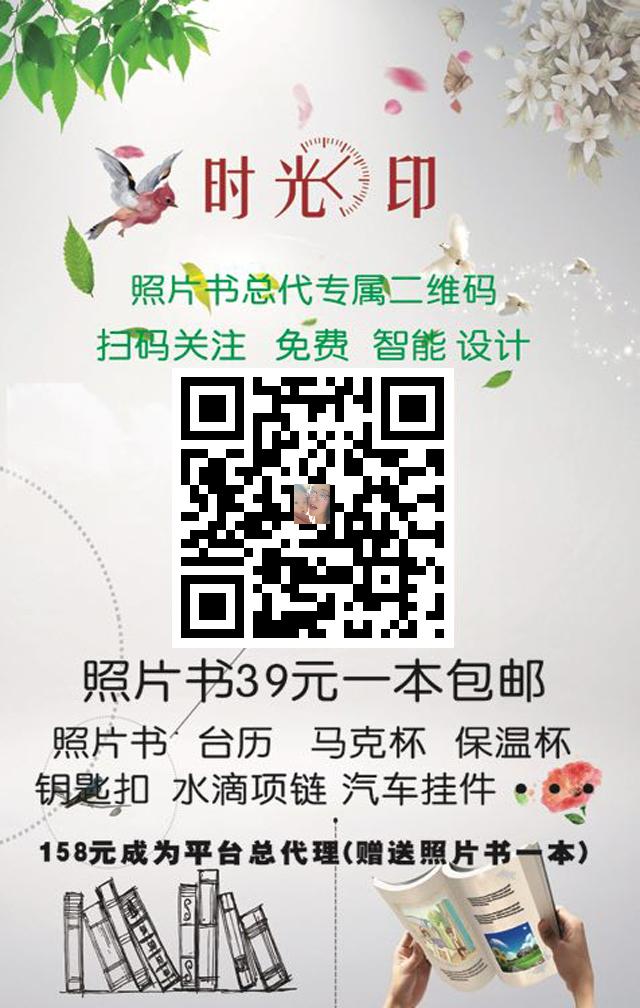 时光印
照片书总代专属二维码
扫码关注 免费 智能 设计
照片书39元一本包邮
照片书 台历 马克杯 保温杯
钥匙扣 水滴项链 汽车挂件
158元成为平台总代理(赠送照片书一本)